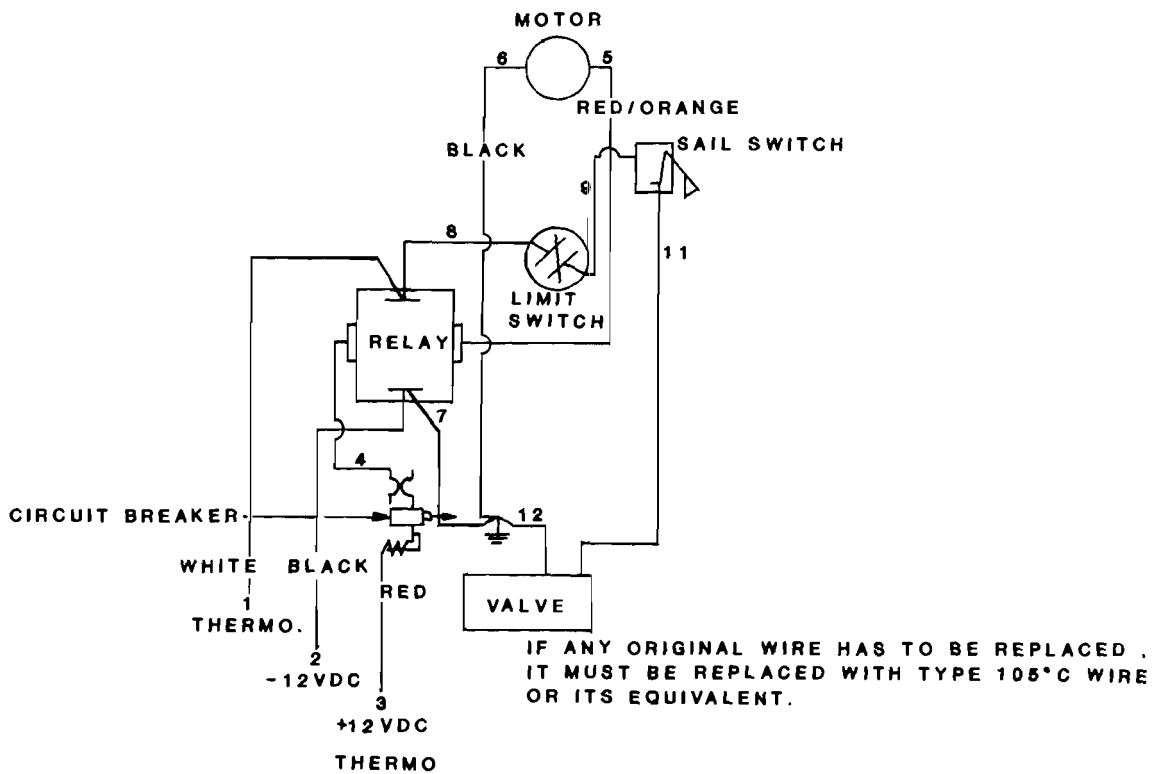 MOTOR
6
5
RED/ORANGE
BLACK
SAIL SWITCH
9
8
11
LIMIT
SWITCH
RELAY
7
4
CIRCUIT BREAKER
12
WHITE
BLACK
RED
1
THERMO.
VALVE
2
-12VDC
3
+12VDC
THERMO
IF ANY ORIGINAL WIRE HAS TO BE REPLACED ,
IT MUST BE REPLACED WITH TYPE 105°C WIRE
OR ITS EQUIVALENT.